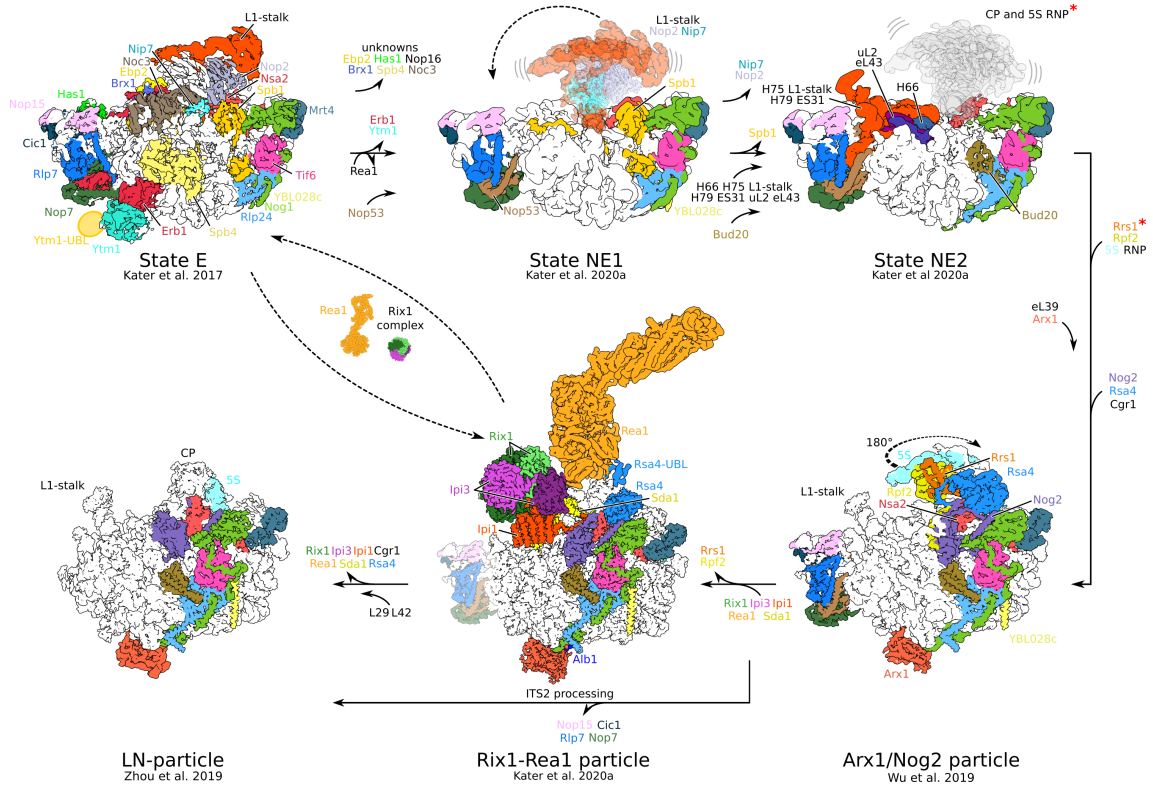 L1-stalk
Nip7
Noc3
Ebp2
Brx1
Has1
Nop15
Cic1
Rlp7
Nop7
Ytm1-UBL
Ytm1
Erb1
Spb4
Nop2
Nsa2
Spb1
Mrt4
Tif6
YBL028c
Nog1
Rlp24
State E
Kater et al. 2017
unknowns
Ebp2 Has1 Nop16
Brx1 Spb4 Noc3
Erb1
Ytm1
Rea1
Nop53
L1-stalk
Nop2 Nip7
Spb1
Nop53
YBL028c
State NE1
Kater et al. 2020a
Nip7
Nop2
Spb1
H66 H75 L1-stalk
H79 ES31 uL2 eL43
Bud20
CP and 5S RNP*
uL2
eL43
H66
H75 L1-stalk
H79 ES31
Bud20
State NE2
Kater et al. 2020a
Rrs1*
Rpf2
5S RNP
eL39
Arx1
Nog2
Rsa4
Cgr1
Rea1
Rix1
complex
180°
5S
Rrs1
Rsa4
Rpf2
Nsa2
Nog2
L1-stalk
YBL028c
Arx1
Arx1/Nog2 particle
Wu et al. 2019
Rrs1
Rpf2
Rix1 Ipi3 Ipi1
Rea1 Sda1
Rix1
Rea1
Rsa4-UBL
Rsa4
Sda1
Ipi3
Ipi1
Alb1
Rix1-Rea1 particle
Kater et al. 2020a
Rix1 Ipi3 Ipi1 Cgr1
Rea1 Sda1 Rsa4
L29 L42
ITS2 processing
Nop15 Cic1
Rlp7 Nop7
CP
5S
L1-stalk
LN-particle
Zhou et al. 2019